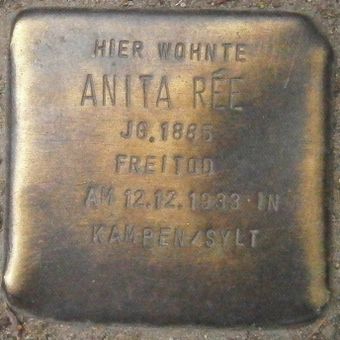 HIER WOHNTE
ANITA RÉE
JG. 1885
FREITOD
AM 12.12.1933 IN
KAMPEN/SYLT